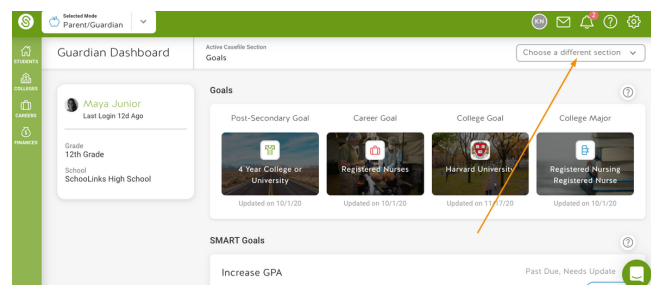 Selected Mode
Parent/Guardian
KN
2
STUDENTS
COLLEGES
CAREERS
FINANCES
Guardian Dashboard
Active Casefile Section
Goals
Choose a different section
Maya Junior
Last Login 12d Ago
Grade
12th Grade
School
SchooLinks High School
Goals
Post-Secondary Goal
Career Goal
College Goal
College Major
4 Year College or
University
Registered Nurses
Harvard University
Registered Nursing
Registered Nurse
Updated on 10/1/20
Updated on 10/1/20
Updated on 11/17/20
Updated on 10/1/20
SMART Goals
Increase GPA
Past Due, Needs Update